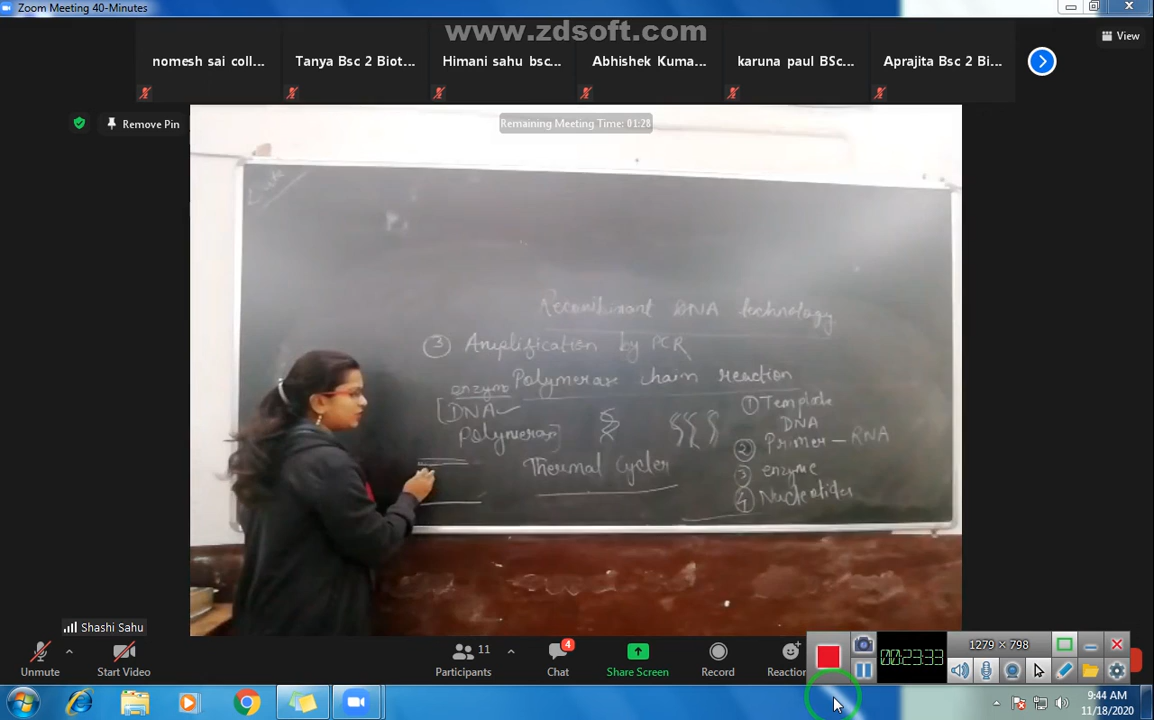 Zoom Meeting 40-Minutes
www.zdsoft.com
View
nomesh sai coll...
Tanya Bsc 2 Biot...
Himani sahu bsc...
Abhishek Kuma...
karuna paul BSc...
Aprajita Bsc 2 Bi...
Remove Pin
Remaining Meeting Time: 01:28
Recombinant DNA technology
③ Amplification by PCR
Polymerase chain reaction
enzyme
[DNA
Polymerase]
Thermal Cycler
① Template
DNA
② Primer – RNA
③ enzyme
④ Nucleotides
Shashi Sahu
Unmute
Start Video
11
Participants
4
Chat
Share Screen
Record
Reaction
00:23:33
1279 × 798
9:44 AM
11/18/2020